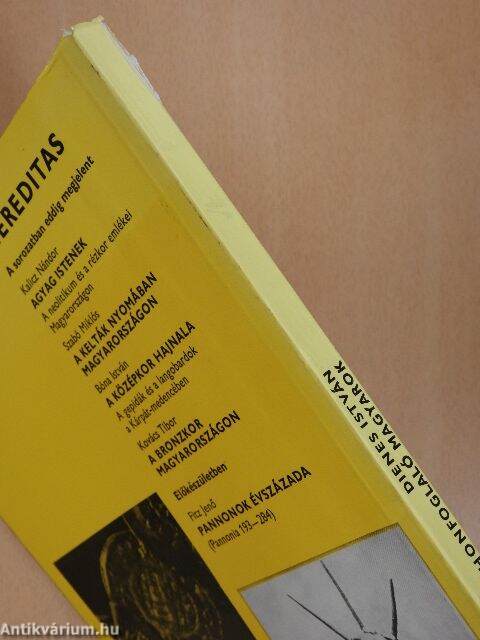 EREDITAS
A sorozatban eddig megjelent
Kalicz Nándor
AGYAG ISTENEK
A neolitikum és a rézkor emlékei
Magyarországon
Szabó Miklós
A KELTÁK NYOMÁBAN
MAGYARORSZÁGON
Bóna István
A KÖZÉPKOR HAJNALA
A gepidák és a langobardok
a Kárpát-medencében
Kovács Tibor
A BRONZKOR
MAGYARORSZÁGON
Előkészületben
Fitz Jenő
PANNONOK ÉVSZÁZADA
(Pannonia 193—284)
DIENES ISTVÁN
HONFOGLALÓ MAGYAROK
Antikvárium.hu